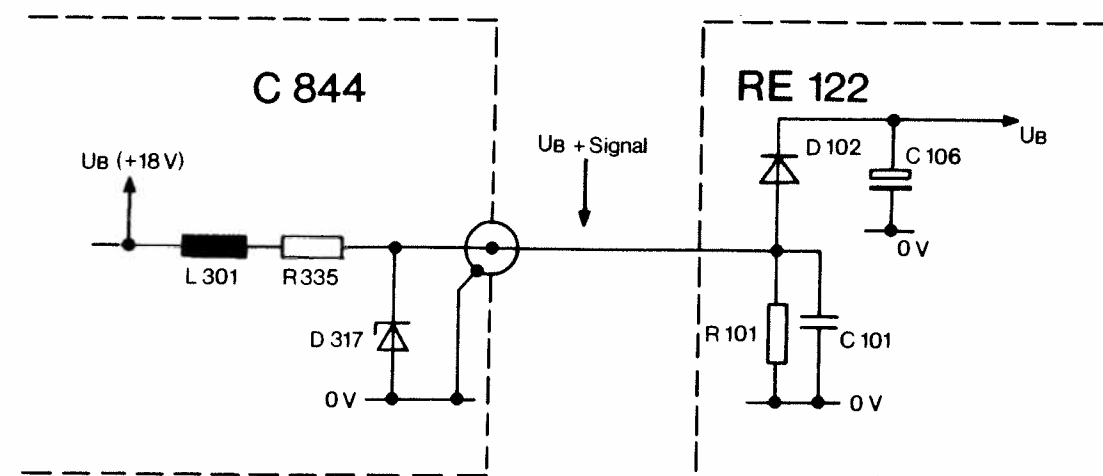 C 844
RE 122
UB + Signal
UB (+18 V)
D 102
C 106
UB
0 V
L 301
R 335
D 317
R 101
C 101
0 V
0 V